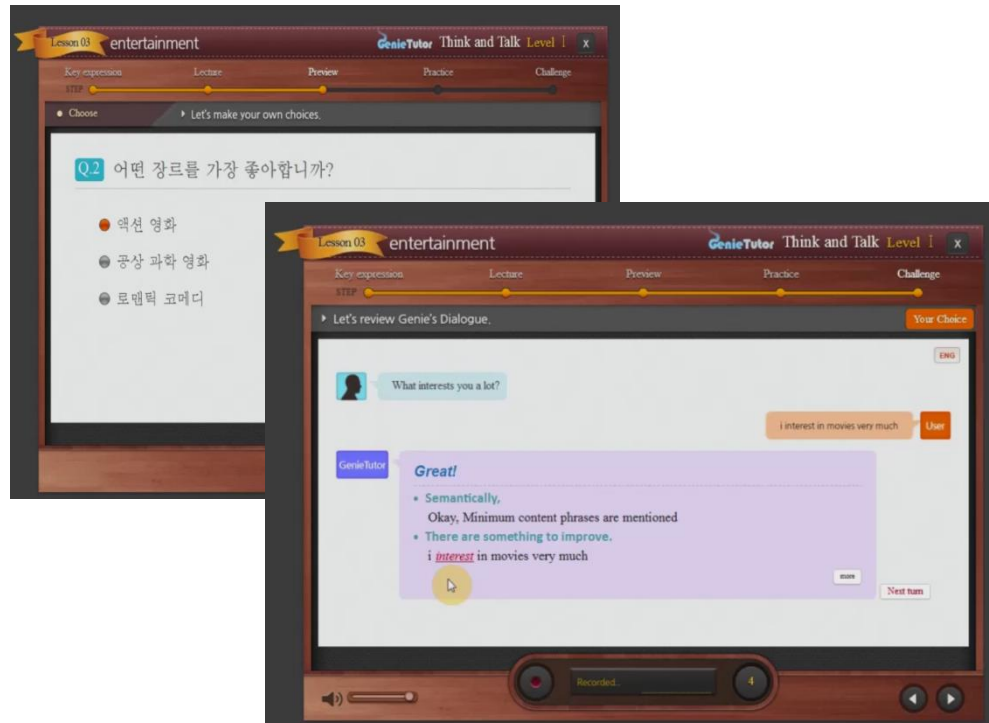 Lesson 03 entertainment GenieTutor Think and Talk Level I X
Key expression Lecture Preview Practice Challenge
STEP
Choose Let's make your own choices.
Q.2 어떤 장르를 가장 좋아합니까?
액션 영화
공상 과학 영화
로맨틱 코메디
Lesson 03 entertainment GenieTutor Think and Talk Level I X
Key expression Lecture Preview Practice Challenge
STEP
Let's review Genie's Dialogue. Your Choice
ENG
What interests you a lot?
i interest in movies very much User
GenieTutor Great!
Semantically,
Okay, Minimum content phrases are mentioned
There are something to improve.
i interest in movies very much
more
Next turn
Recorded.. 4